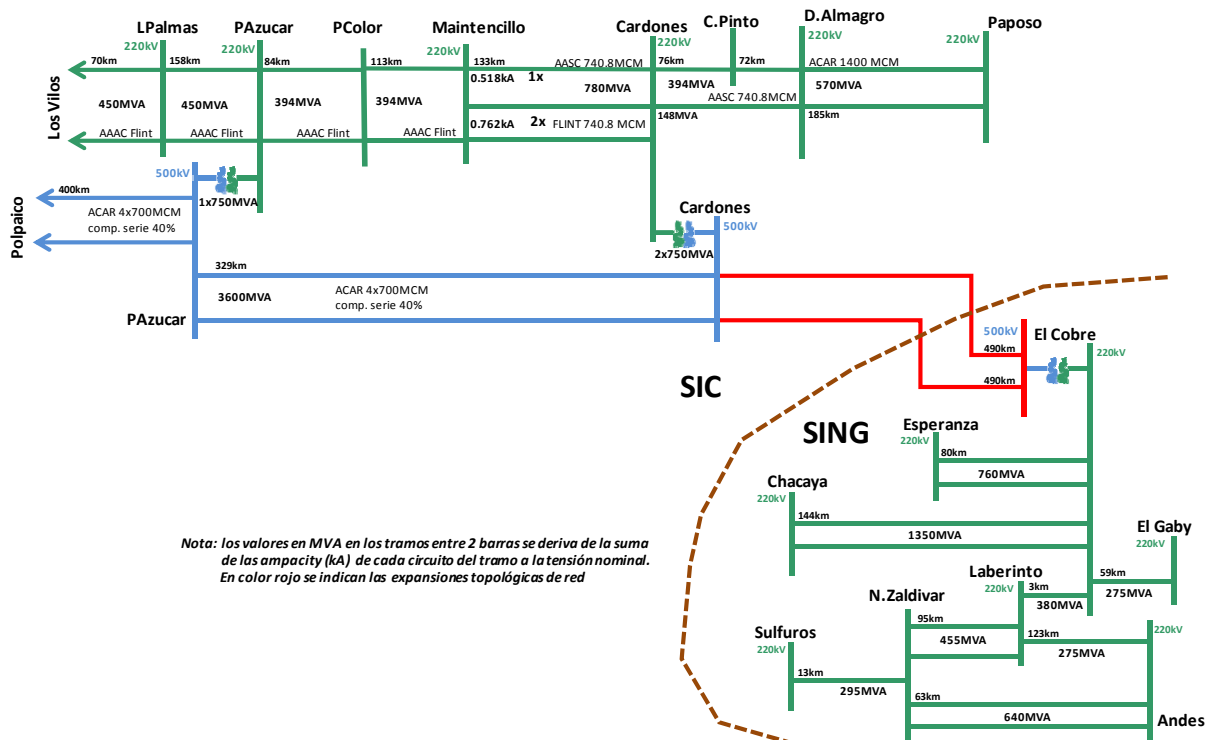 LPalmas
PAzucar
PColor
Maintencillo
Cardones
C.Pinto
D.Almagro
Paposo
220kV
220kV
220kV
220kV
220kV
70km
158km
84km
113km
133km
AASC 740.8MCM
76km
72km
ACAR 1400 MCM
0.518kA
1x
450MVA
450MVA
394MVA
394MVA
780MVA
394MVA
570MVA
AASC 740.8MCM
Los Vilos
0.762kA
2x
FLINT 740.8 MCM
148MVA
185km
AAAC Flint
AAAC Flint
AAAC Flint
AAAC Flint
500kV
1x750MVA
400km
ACAR 4x700MCM
comp. serie 40%
Polpaico
Cardones
500kV
2x750MVA
329km
3600MVA
ACAR 4x700MCM
comp. serie 40%
PAzucar
500kV
El Cobre
490km
220kV
490km
SIC
SING
Esperanza
220kV
80km
760MVA
Chacaya
220kV
144km
1350MVA
El Gaby
220kV
59km
275MVA
Laberinto
220kV
3km
380MVA
N.Zaldivar
95km
455MVA
123km
275MVA
220kV
Sulfuros
220kV
13km
295MVA
63km
640MVA
Andes
Nota: los valores en MVA en los tramos entre 2 barras se deriva de la suma
de las ampacity (kA) de cada circuito del tramo a la tensión nominal.
En color rojo se indican las expansiones topológicas de red